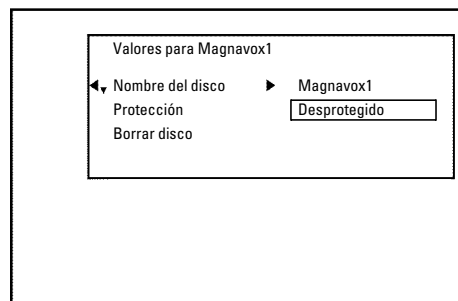 Valores para Magnavox1
Nombre del disco Magnavox1
Protección Desprotegido
Borrar disco